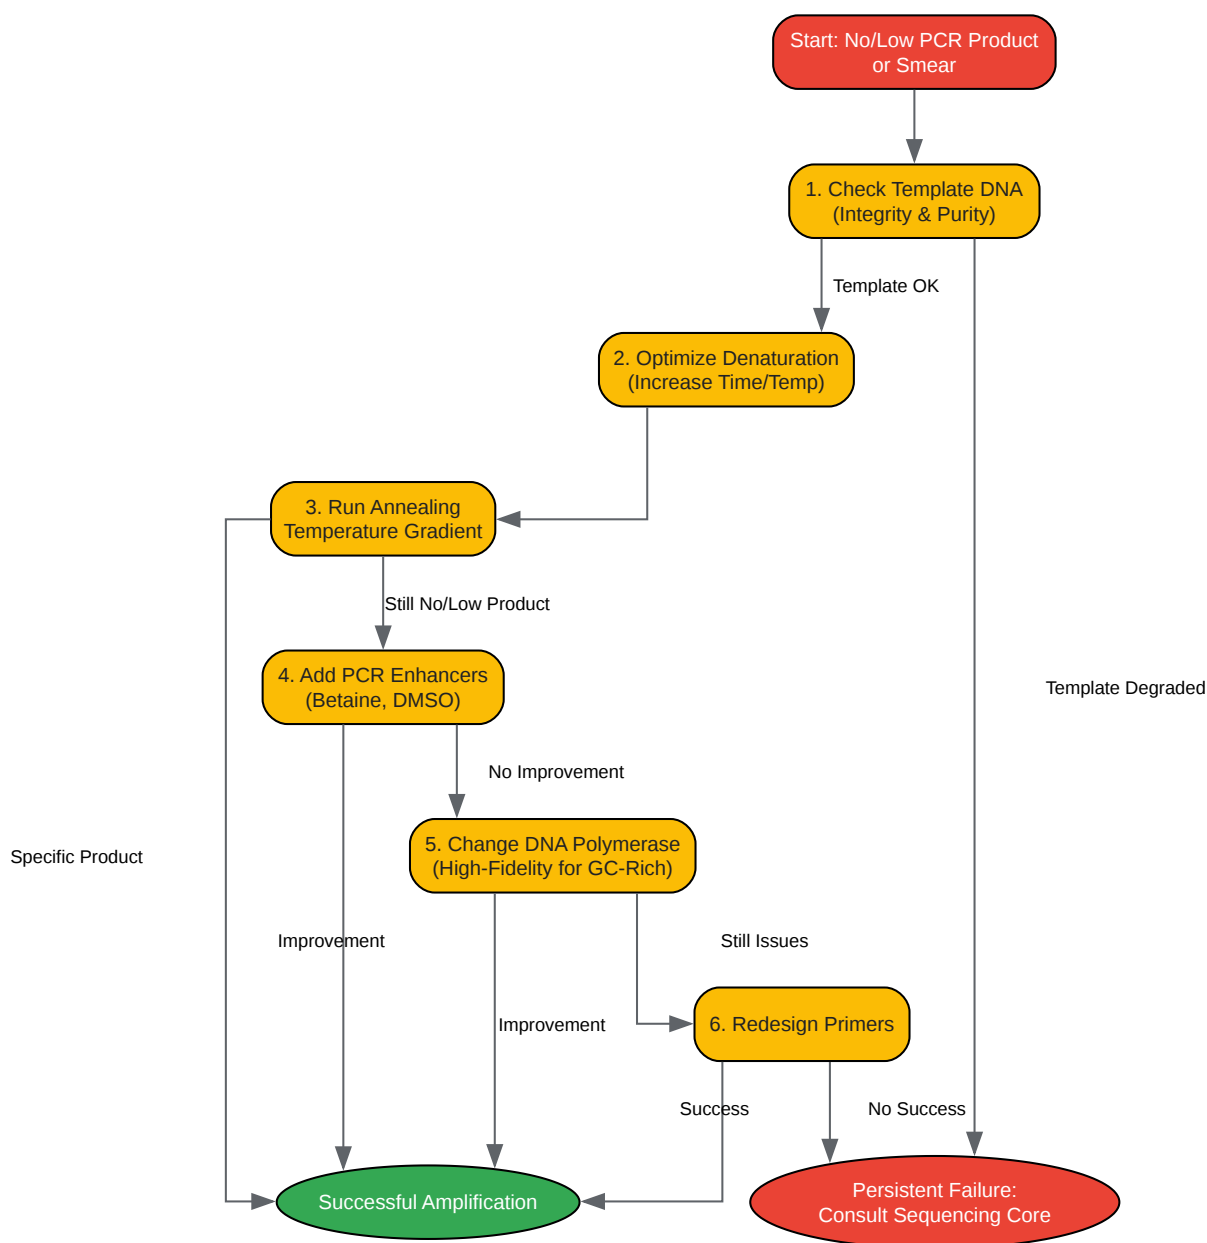 Start: No/Low PCR Product
or Smear
1. Check Template DNA
(Integrity & Purity)
Template OK
2. Optimize Denaturation
(Increase Time/Temp)
3. Run Annealing
Temperature Gradient
Still No/Low Product
4. Add PCR Enhancers
(Betaine, DMSO)
Template Degraded
No Improvement
5. Change DNA Polymerase
(High-Fidelity for GC-Rich)
Specific Product
Improvement
Still Issues
Improvement
6. Redesign Primers
Success
No Success
Successful Amplification
Persistent Failure:
Consult Sequencing Core